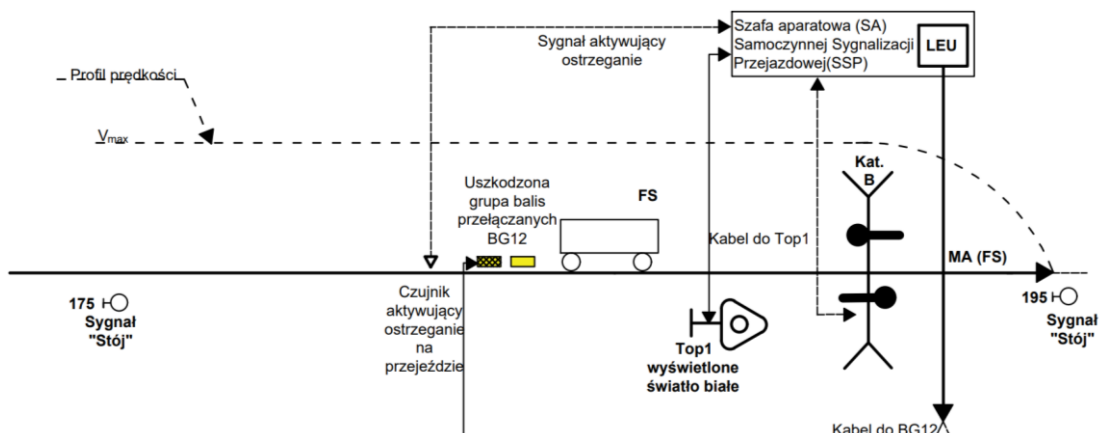 Szafa aparatowa (SA)
Samoczynnej Sygnalizacji
Przejazdowej(SSP)
LEU
Sygnał aktywujący
ostrzeganie
Profil prędkości
Vmax
Kat.
B
Uszkodzona
grupa balis
przełączanych
BG12
FS
Kabel do Top1
MA (FS)
175
Sygnał
"Stój"
Czujnik
aktywujący
ostrzeganie
na
przejeździe
Top1
wyświetlone
światło białe
195
Sygnał
"Stój"
Kabel do BG12